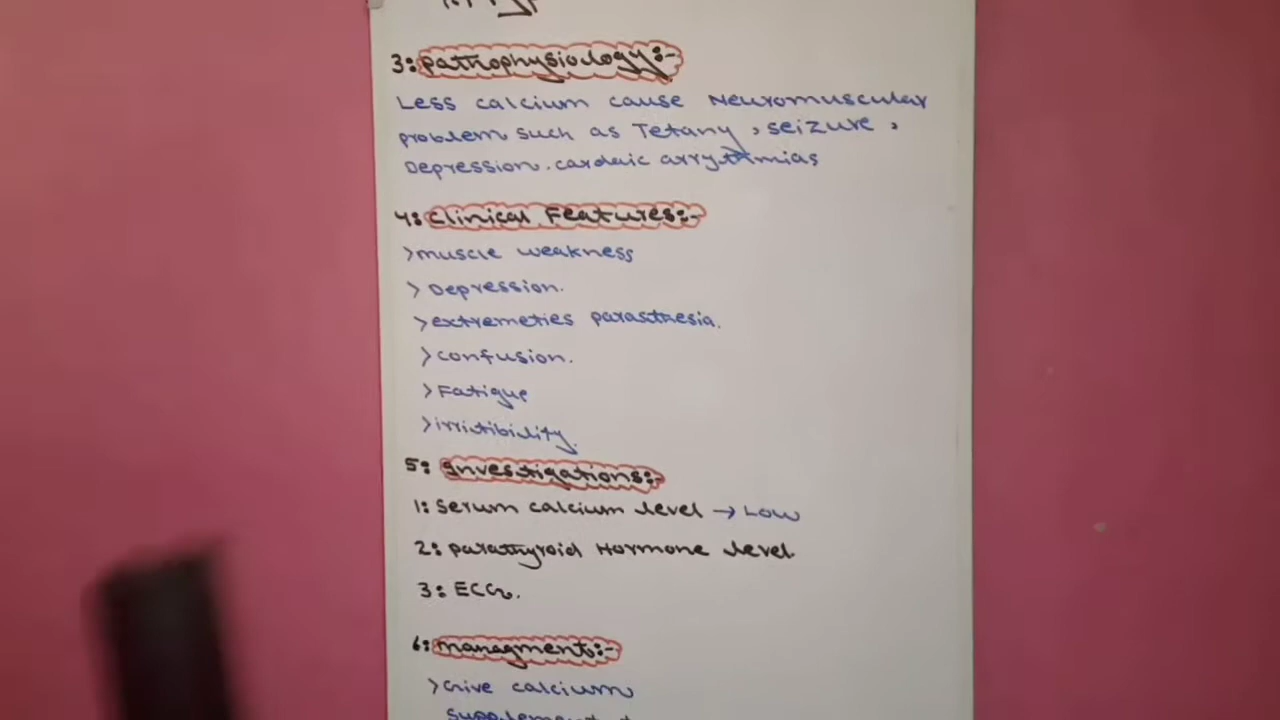 3: Pathophysiology:-
Less calcium cause Neuromuscular
problem such as Tetany, seizure,
Depression. cardaic arrythmias
4: Clinical Features:-
>muscle weakness
> Depression.
>extremeties parasthesia.
>confusion.
>Fatigue
>irritibility.
5: Investigations:-
1: Serum calcium level → Low
2: Parathyroid Hormone level
3: ECG.
6: managment:-
>Give calcium